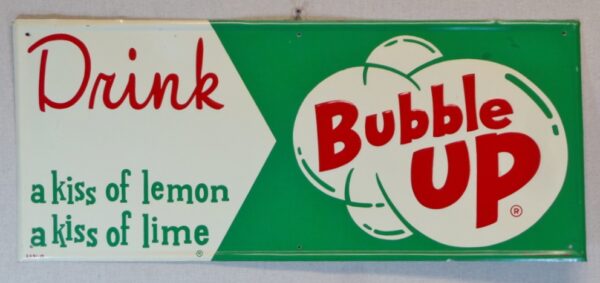 Drink
a kiss of lemon
a kiss of lime ®
Bubble
UP ®